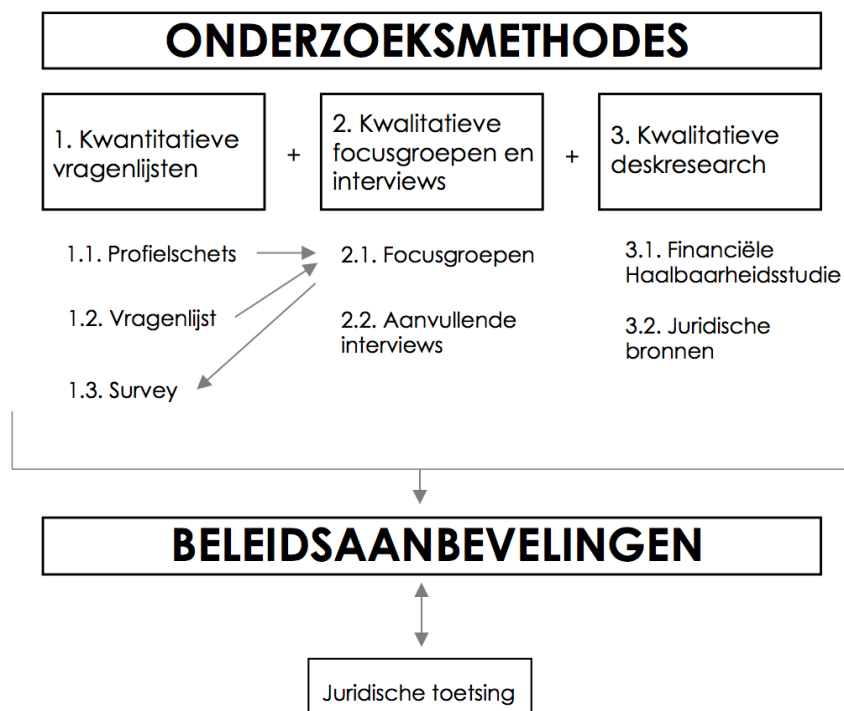 ONDERZOEKSMETHODES
1. Kwantitatieve
vragenlijsten
+
2. Kwalitatieve
focusgroepen en
interviews
+
3. Kwalitatieve
deskresearch
1.1. Profielschets
1.2. Vragenlijst
1.3. Survey
2.1. Focusgroepen
2.2. Aanvullende
interviews
3.1. Financiële
Haalbaarheidsstudie
3.2. Juridische
bronnen
BELEIDSAANBEVELINGEN
Juridische toetsing